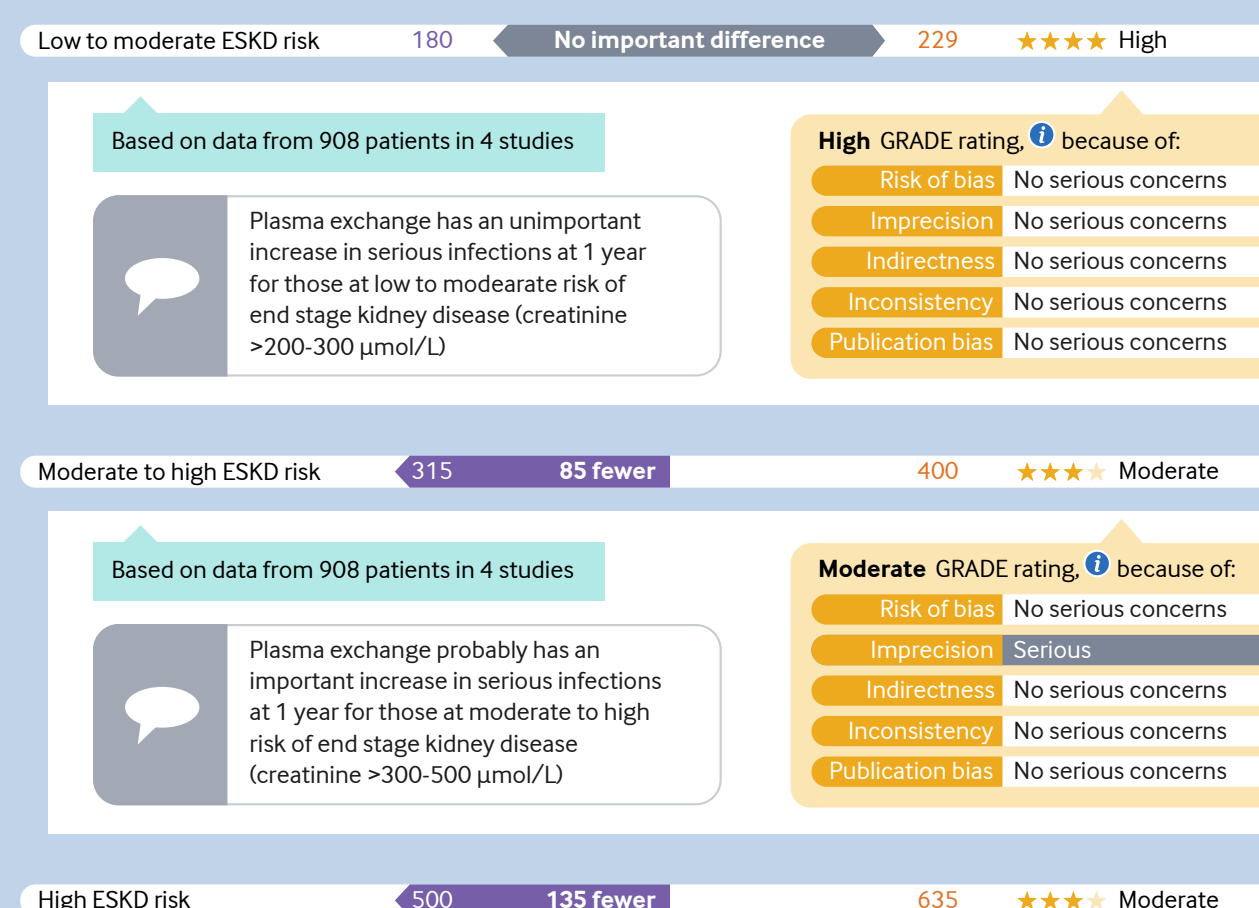 Low to moderate ESKD risk 180 No important difference 229 High
Based on data from 908 patients in 4 studies
Plasma exchange has an unimportant
increase in serious infections at 1 year
for those at low to modearate risk of
end stage kidney disease (creatinine
>200-300 μmol/L)
High GRADE rating, i because of:
Risk of bias No serious concerns
Imprecision No serious concerns
Indirectness No serious concerns
Inconsistency No serious concerns
Publication bias No serious concerns
Moderate to high ESKD risk 315 85 fewer 400 Moderate
Based on data from 908 patients in 4 studies
Plasma exchange probably has an
important increase in serious infections
at 1 year for those at moderate to high
risk of end stage kidney disease
(creatinine >300-500 μmol/L)
Moderate GRADE rating, i because of:
Risk of bias No serious concerns
Imprecision Serious
Indirectness No serious concerns
Inconsistency No serious concerns
Publication bias No serious concerns
High ESKD risk 500 135 fewer 635 Moderate